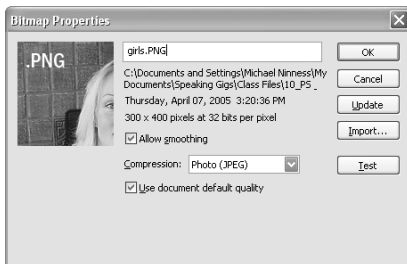 Bitmap Properties
.PNG
girls.PNG
OK
C:\Documents and Settings\Michael Ninness\My
Documents\Speaking Gigs\Class Files\10_PS _
Cancel
Thursday, April 07, 2005 3:20:36 PM
Update
300 x 400 pixels at 32 bits per pixel
Import...
Allow smoothing
Compression: Photo (JPEG)
Test
Use document default quality